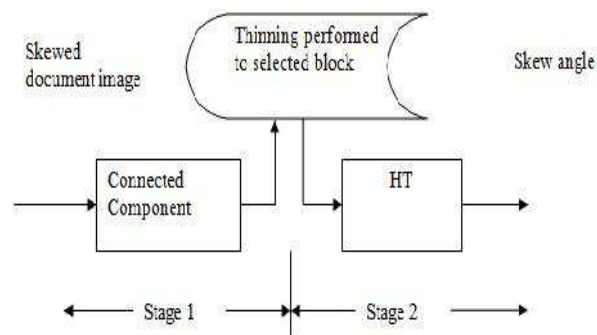 Skewed
document image
Thinning performed
to selected block
Skew angle
Connected
Component
HT
Stage 1
Stage 2